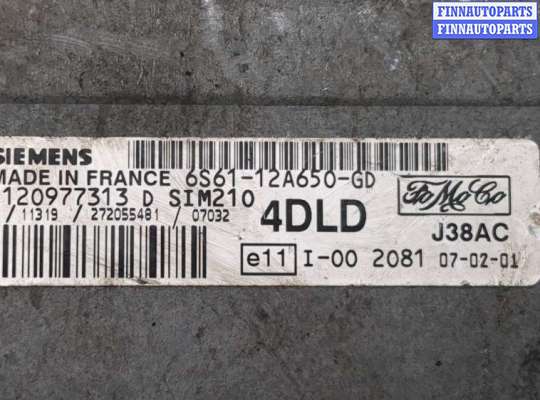 FINNAUTOPARTS
FINNAUTOPARTS
SIEMENS
MADE IN FRANCE 6S61-12A650-GD
120977313 D SIM210
/ 11319 / 272055481 / 07032
4DLD
FoMoCo
J38AC
e11 I-00 2081 07-02-01